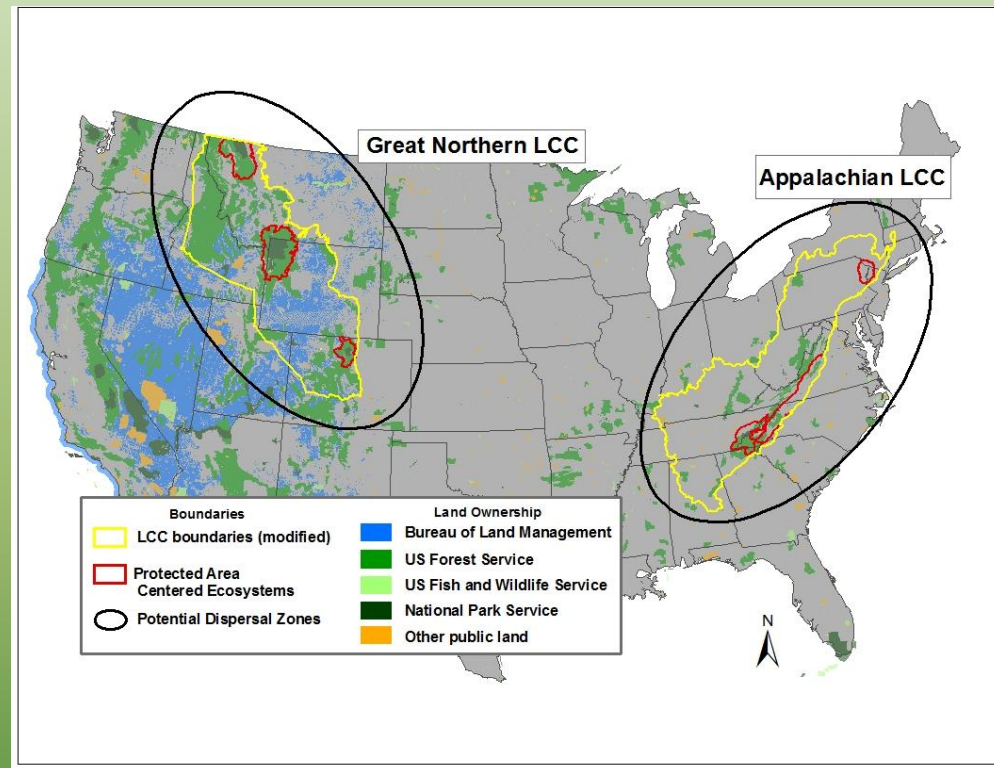 Great Northern LCC
Appalachian LCC
Boundaries
LCC boundaries (modified)
Protected Area
Centered Ecosystems
Potential Dispersal Zones
Land Ownership
Bureau of Land Management
US Forest Service
US Fish and Wildlife Service
National Park Service
Other public land
N